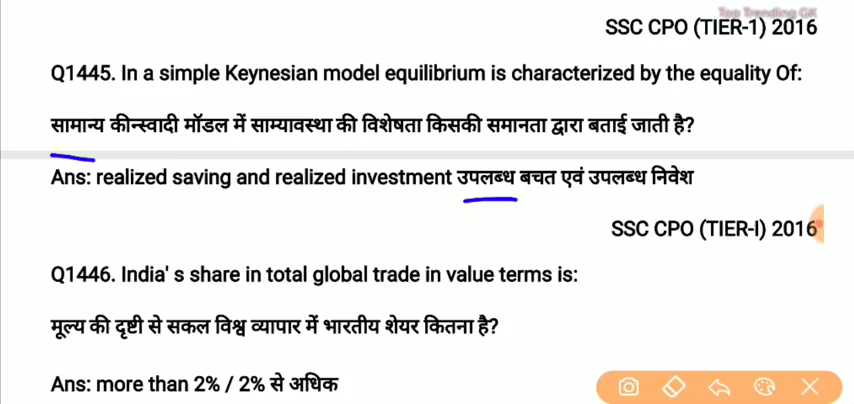 Top Trending GK
SSC CPO (TIER-1) 2016
Q1445. In a simple Keynesian model equilibrium is characterized by the equality Of:
सामान्य कीन्स्वादी मॉडल में साम्यावस्था की विशेषता किसकी समानता द्वारा बताई जाती है?
Ans: realized saving and realized investment उपलब्ध बचत एवं उपलब्ध निवेश
SSC CPO (TIER-I) 2016
Q1446. India' s share in total global trade in value terms is:
मूल्य की दृष्टी से सकल विश्व व्यापार में भारतीय शेयर कितना है?
Ans: more than 2% / 2% से अधिक